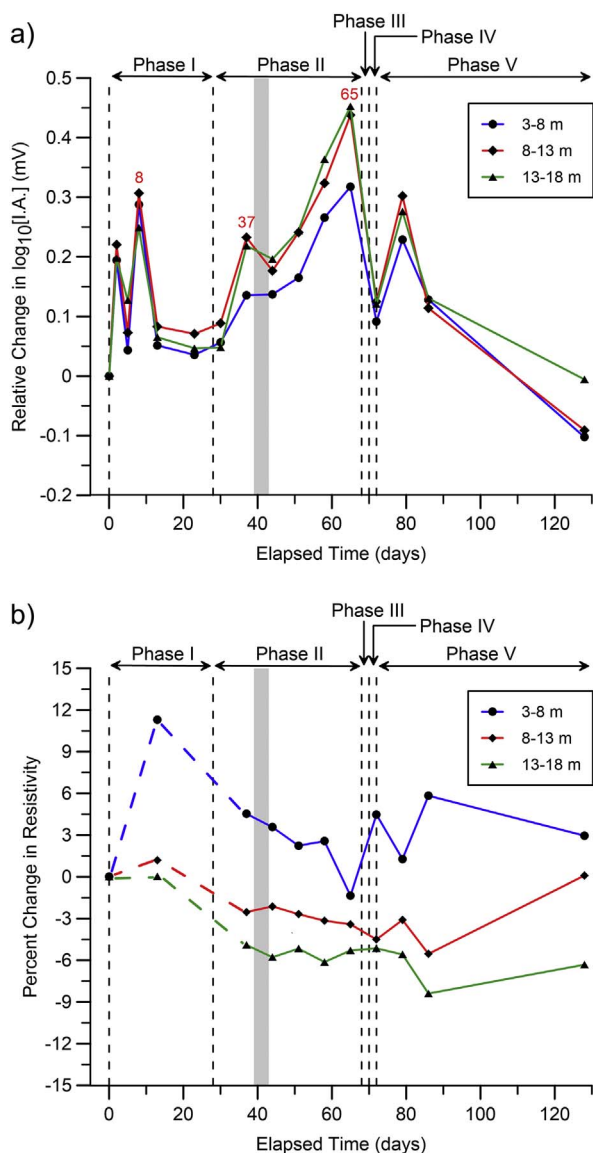 a)
Phase III
Phase IV
Phase I
Phase II
Phase V
0.5
0.4
0.3
0.2
0.1
0
-0.1
-0.2
Relative Change in log10[I.A.] (mV)
8
37
65
3-8 m
8-13 m
13-18 m
0
20
40
60
80
100
120
Elapsed Time (days)
b)
Phase III
Phase IV
Phase I
Phase II
Phase V
15
12
9
6
3
0
-3
-6
-9
-12
-15
Percent Change in Resistivity
3-8 m
8-13 m
13-18 m
0
20
40
60
80
100
120
Elapsed Time (days)